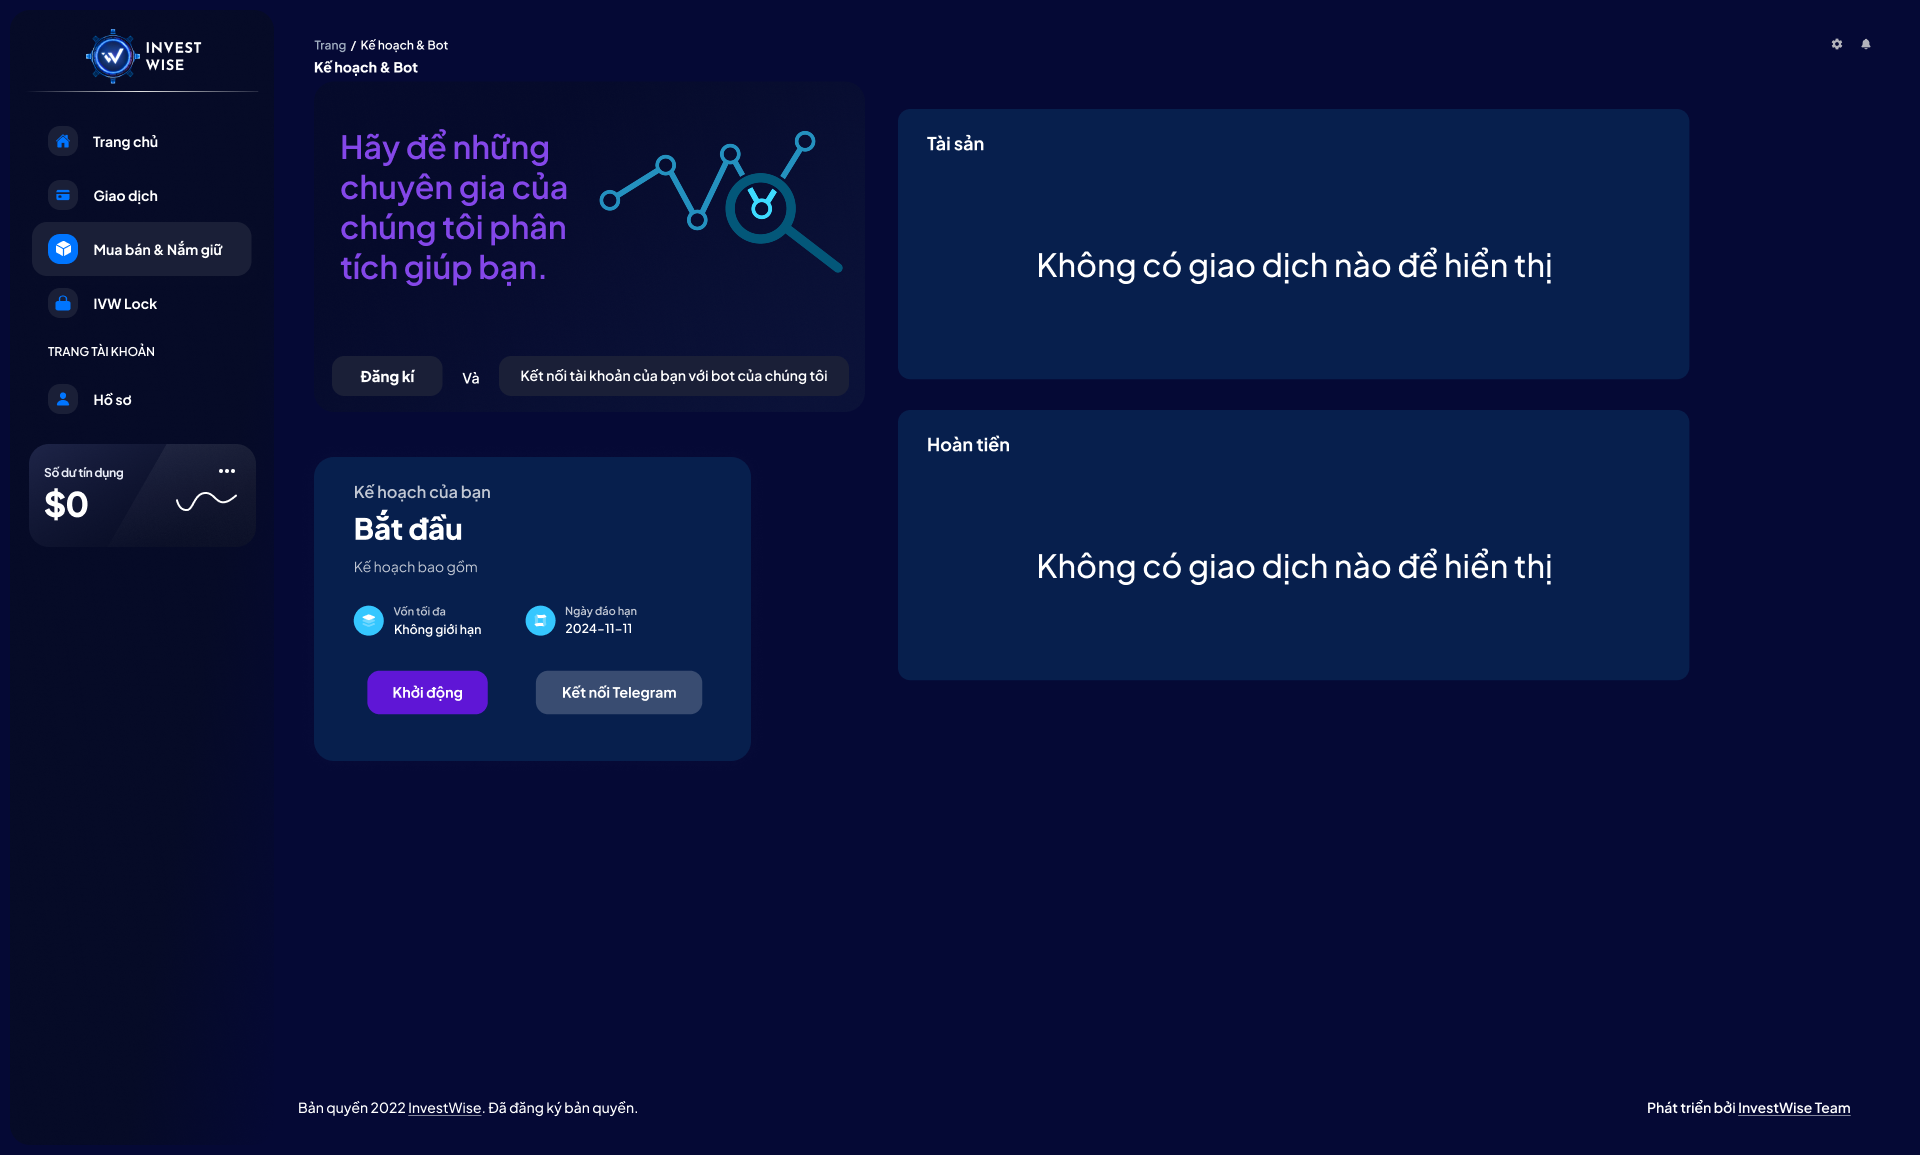 INVEST
WISE
Trang chủ
Giao dịch
Mua bán & Nắm giữ
IVW Lock
TRANG TÀI KHOẢN
Hồ sơ
Số dư tín dụng
$0
Trang / Kế hoạch & Bot
Kế hoạch & Bot
Hãy để những
chuyên gia của
chúng tôi phân
tích giúp bạn.
Đăng kí
Và
Kết nối tài khoản của bạn với bot của chúng tôi
Kế hoạch của bạn
Bắt đầu
Kế hoạch bao gồm
Vốn tối đa
Không giới hạn
Ngày đáo hạn
2024-11-11
Khởi động
Kết nối Telegram
Tài sản
Không có giao dịch nào để hiển thị
Hoàn tiền
Không có giao dịch nào để hiển thị
Bản quyền 2022 InvestWise. Đã đăng ký bản quyền.
Phát triển bởi InvestWise Team